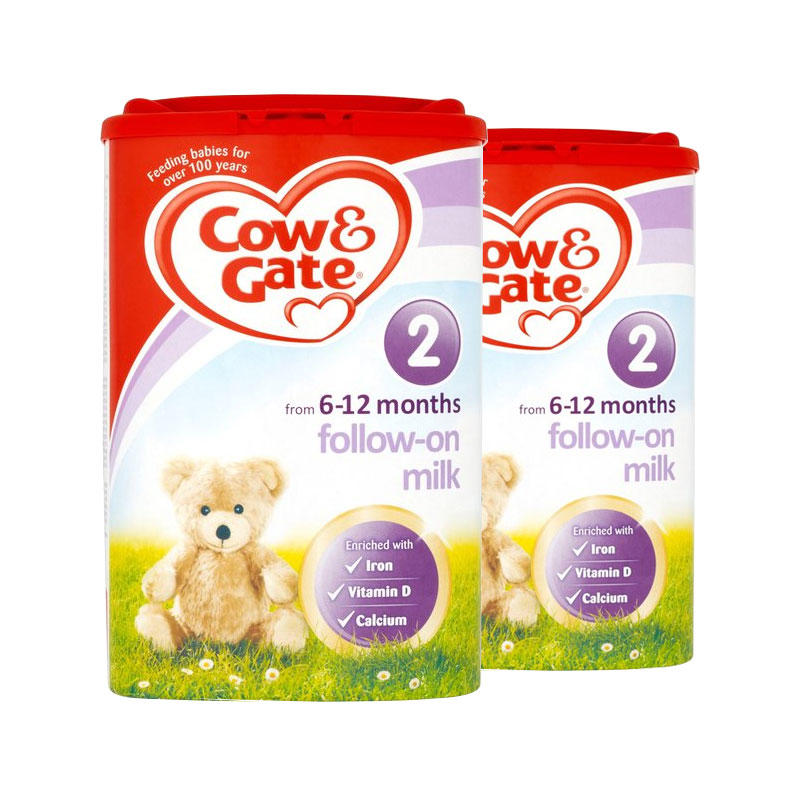 Feeding babies for
over 100 years
Cow&
Gate®
2
from 6-12 months
follow-on
milk
Enriched with
✓ Iron
✓ Vitamin D
✓ Calcium
ow&
Gate®
2
from 6-12 months
follow-on
milk
Enriched with
✓ Iron
✓ Vitamin D
✓ Calcium